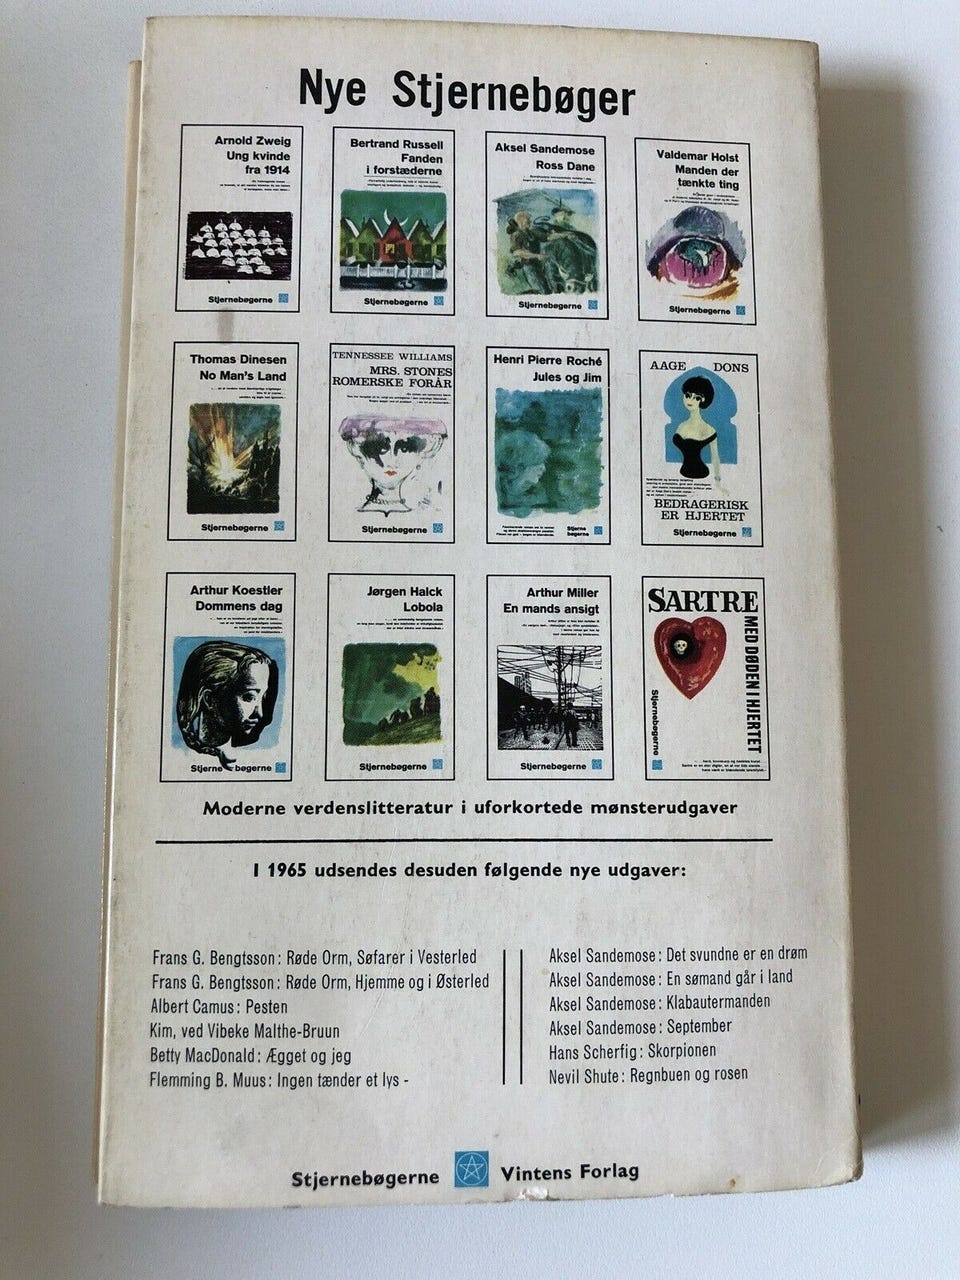 Nye Stjernebøger
Arnold Zweig
Ung kvinde
fra 1914
Stjernebøgerne
Bertrand Russell
Fanden
i forstæderne
Stjernebøgerne
Aksel Sandemose
Ross Dane
Stjernebøgerne
Valdemar Holst
Manden der
tænkte ting
Stjernebøgerne
Thomas Dinesen
No Man's Land
Stjernebøgerne
TENNESSEE WILLIAMS
MRS. STONES
ROMERSKE FORÅR
Stjernebøgerne
Henri Pierre Roché
Jules og Jim
Stjerne
bøgerne
AAGE DONS
BEDRAGERISK
ER HJERTET
Stjernebøgerne
Arthur Koestler
Dommens dag
Stjerne bøgerne
Jørgen Halck
Lobola
Stjernebøgerne
Arthur Miller
En mands ansigt
Stjernebøgerne
SARTRE
MED DØDEN I HJERTET
Stjernebøgerne
Moderne verdenslitteratur i uforkortede mønsterudgaver
I 1965 udsendes desuden følgende nye udgaver:
Frans G. Bengtsson: Røde Orm, Søfarer i Vesterled
Frans G. Bengtsson: Røde Orm, Hjemme og i Østerled
Albert Camus: Pesten
Kim, ved Vibeke Malthe-Bruun
Betty MacDonald: Ægget og jeg
Flemming B. Muus: Ingen tænder et lys -
Aksel Sandemose: Det svundne er en drøm
Aksel Sandemose: En sømand går i land
Aksel Sandemose: Klabautermanden
Aksel Sandemose: September
Hans Scherfig: Skorpionen
Nevil Shute: Regnbuen og rosen
Stjernebøgerne Vintens Forlag